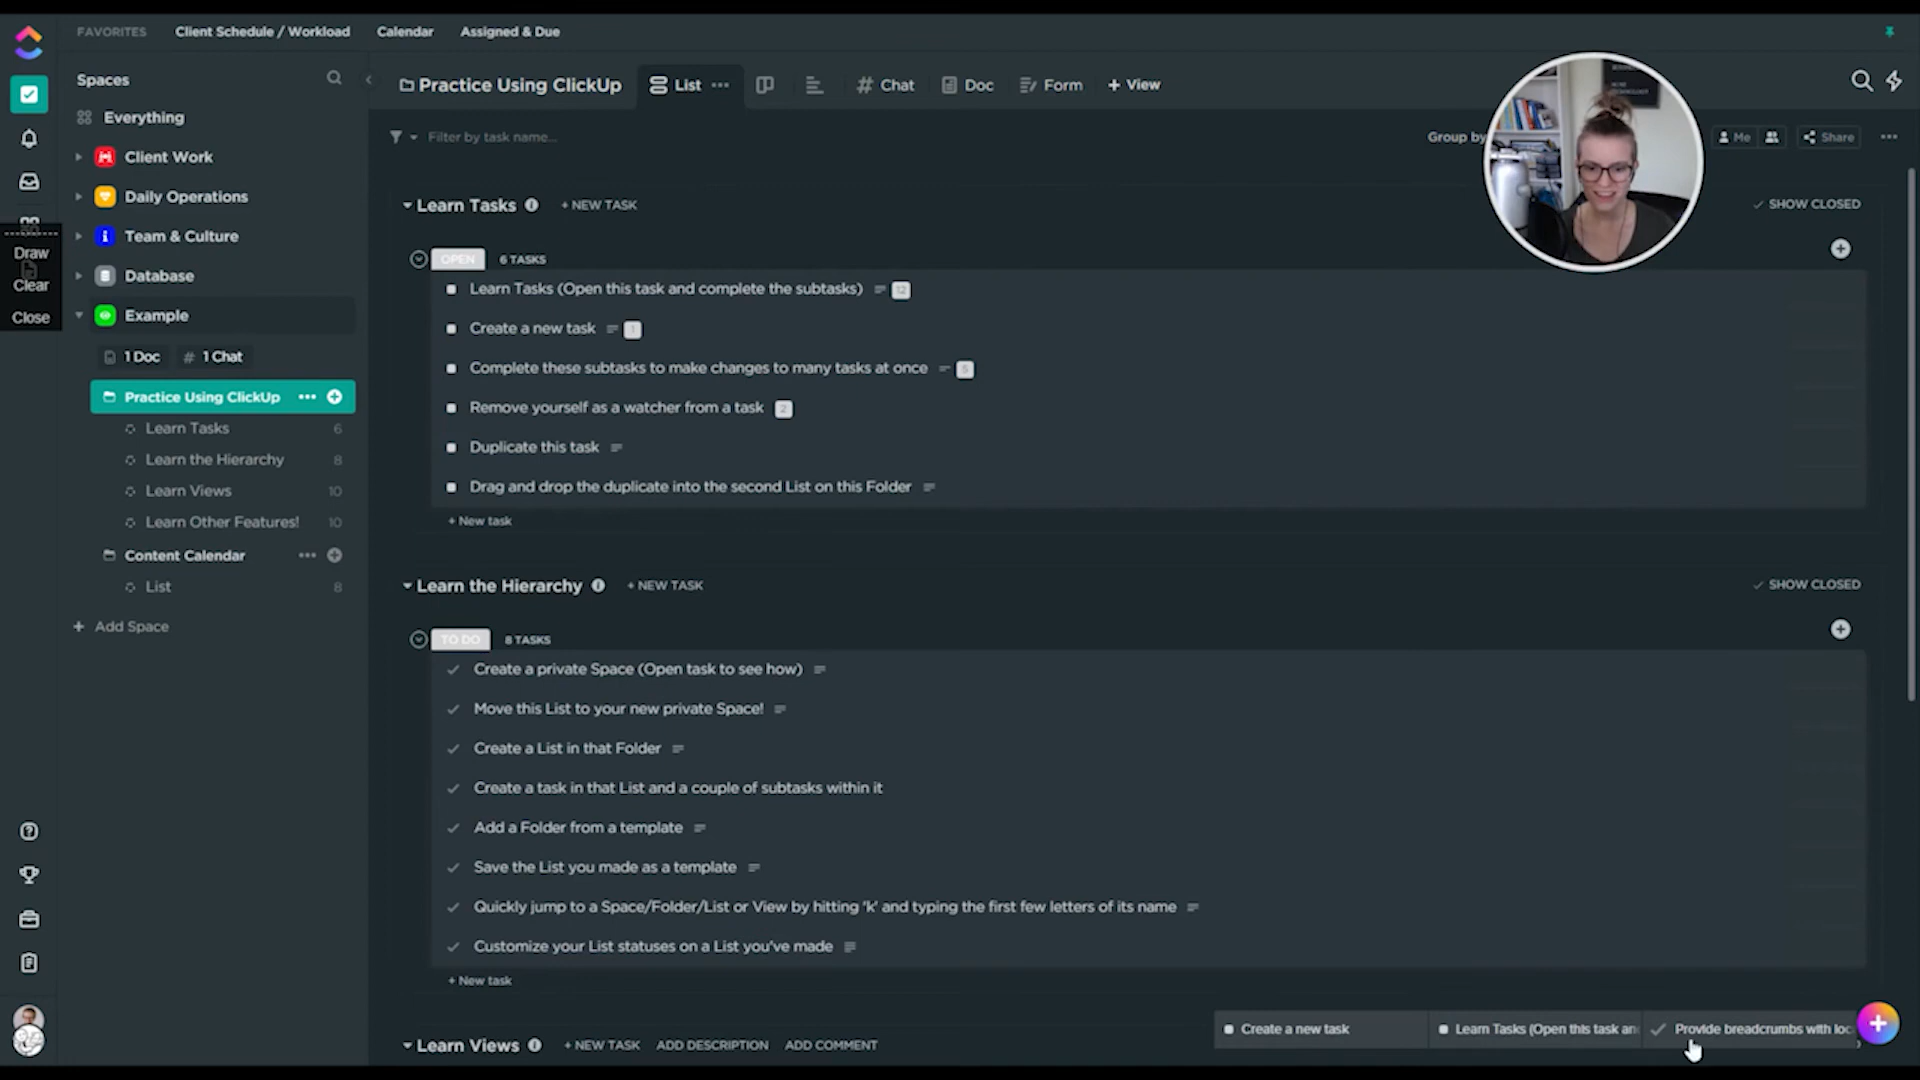 FAVORITES Client Schedule / Workload Calendar Assigned & Due
Spaces
Everything
Client Work
Daily Operations
Team & Culture
Database
Example
1 Doc # 1 Chat
Practice Using ClickUp
Learn Tasks 6
Learn the Hierarchy 8
Learn Views 10
Learn Other Features! 10
Content Calendar
List 8
+ Add Space
Draw
Clear
Close
Practice Using ClickUp List Chat Doc Form + View
Filter by task name...
Group by
Me Share
Learn Tasks + NEW TASK SHOW CLOSED
OPEN 6 TASKS
Learn Tasks (Open this task and complete the subtasks) 12
Create a new task 1
Complete these subtasks to make changes to many tasks at once 5
Remove yourself as a watcher from a task 2
Duplicate this task
Drag and drop the duplicate into the second List on this Folder
+ New task
Learn the Hierarchy + NEW TASK SHOW CLOSED
TO DO 8 TASKS
Create a private Space (Open task to see how)
Move this List to your new private Space!
Create a List in that Folder
Create a task in that List and a couple of subtasks within it
Add a Folder from a template
Save the List you made as a template
Quickly jump to a Space/Folder/List or View by hitting 'k' and typing the first few letters of its name
Customize your List statuses on a List you've made
+ New task
Learn Views + NEW TASK ADD DESCRIPTION ADD COMMENT
Create a new task Learn Tasks (Open this task an Provide breadcrumbs with loc